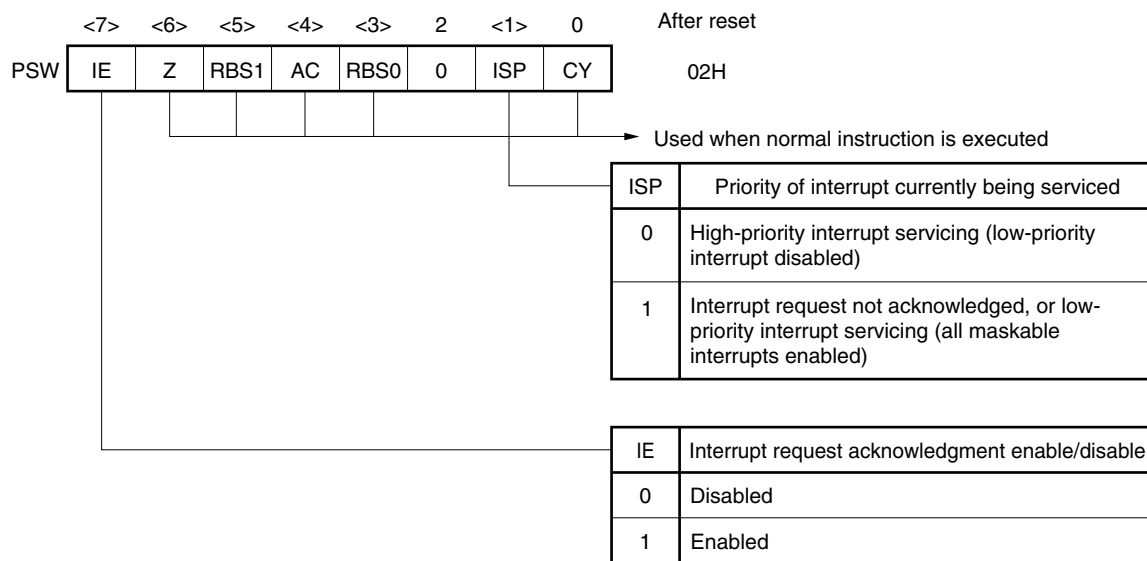 <7> <6> <5> <4> <3> 2 <1> 0 After reset
PSW IE Z RBS1 AC RBS0 0 ISP CY 02H
Used when normal instruction is executed
ISP Priority of interrupt currently being serviced
0 High-priority interrupt servicing (low-priority
interrupt disabled)
1 Interrupt request not acknowledged, or low-
priority interrupt servicing (all maskable
interrupts enabled)
IE Interrupt request acknowledgment enable/disable
0 Disabled
1 Enabled